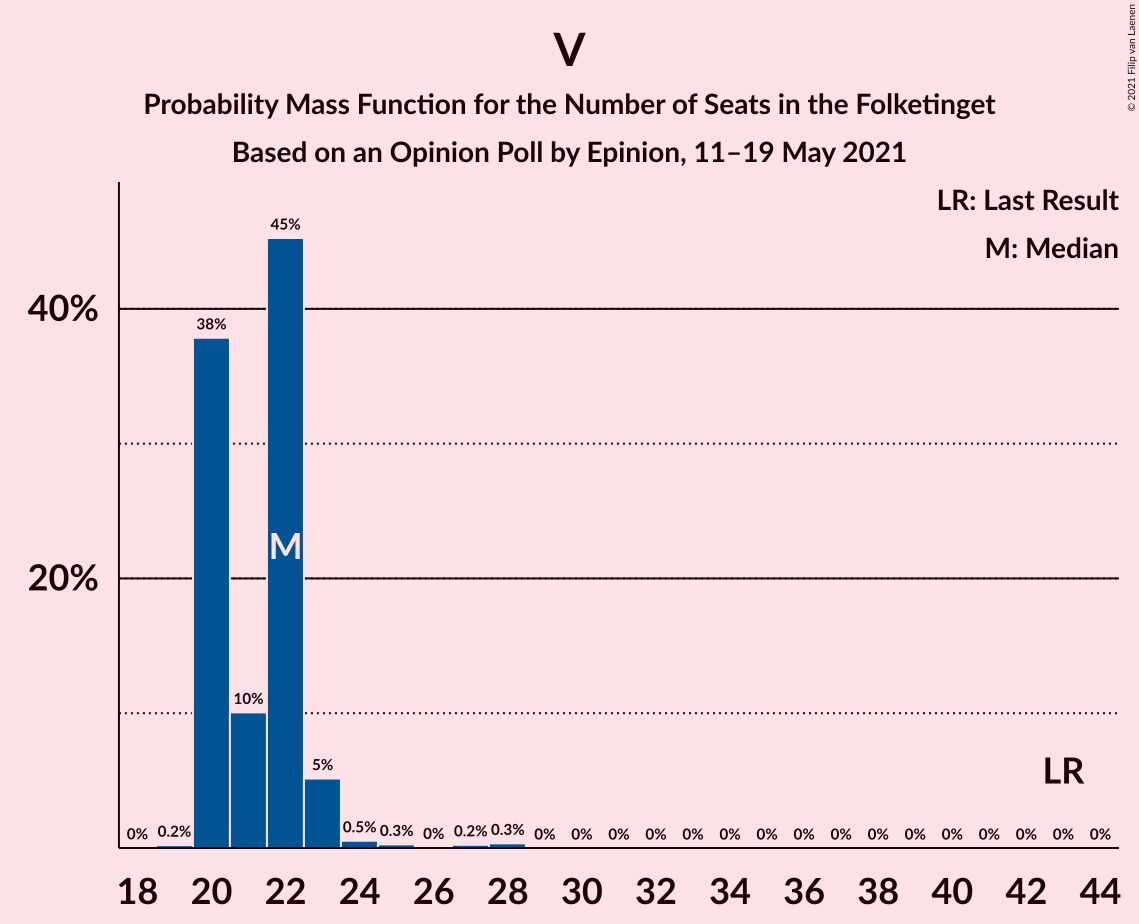 V
Probability Mass Function for the Number of Seats in the Folketinget
Based on an Opinion Poll by Epinion, 11–19 May 2021
© 2021 Filip van Laenen
LR: Last Result
M: Median
40%
20%
0% 0.2% 38% 10% 45% 5% 0.5% 0.3% 0% 0.2% 0.3% 0% 0% 0% 0% 0% 0% 0% 0% 0% 0% 0% 0% 0% 0% 0% 0%
M
LR
18 20 22 24 26 28 30 32 34 36 38 40 42 44